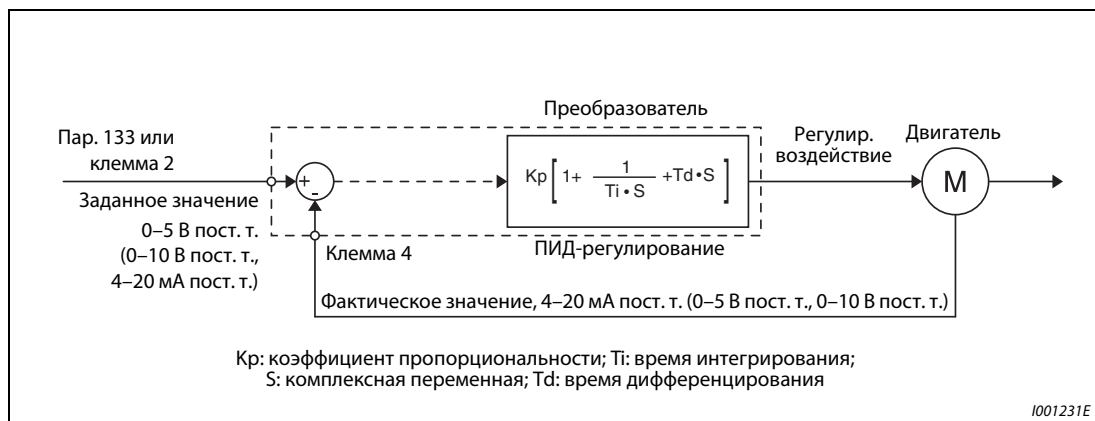 Преобразователь
Пар. 133 или
клемма 2
Регулир.
воздействие
Двигатель
+
-
Kp [ 1+ 1 / Ti • S +Td•S ]
M
Заданное значение
0–5 В пост. т.
(0–10 В пост. т.,
4–20 мА пост. т.)
Клемма 4
ПИД-регулирование
Фактическое значение, 4–20 мА пост. т. (0–5 В пост. т., 0–10 В пост. т.)
Kp: коэффициент пропорциональности; Ti: время интегрирования;
S: комплексная переменная; Td: время дифференцирования
I001231E